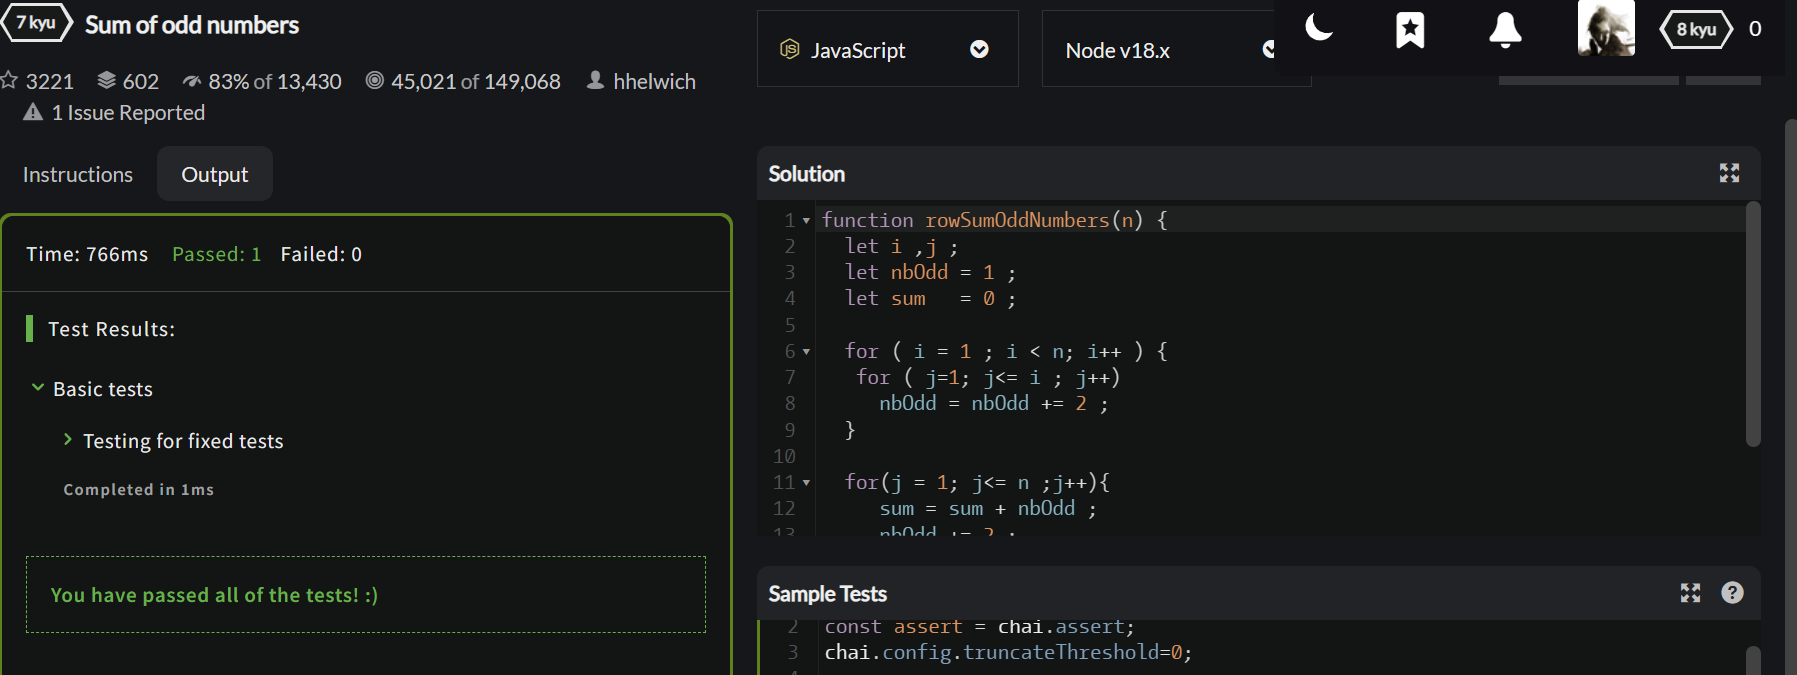 7 kyu Sum of odd numbers
3221 602 83% of 13,430 45,021 of 149,068 hhelwich
1 Issue Reported
JavaScript Node v18.x
8 kyu 0
Instructions Output
Time: 766ms Passed: 1 Failed: 0
Test Results:
Basic tests
Testing for fixed tests
Completed in 1ms
You have passed all of the tests! :)
Solution
1 function rowSumOddNumbers(n) {
2 let i ,j ;
3 let nbOdd = 1 ;
4 let sum   = 0 ;
5
6 for ( i = 1 ; i < n; i++ ) {
7 for ( j=1; j<= i ; j++)
8 nbOdd = nbOdd += 2 ;
9 }
10
11 for(j = 1; j<= n ;j++){
12 sum = sum + nbOdd ;
13 nbOdd += 2 ;
Sample Tests ?
2 const assert = chai.assert;
3 chai.config.truncateThreshold=0;